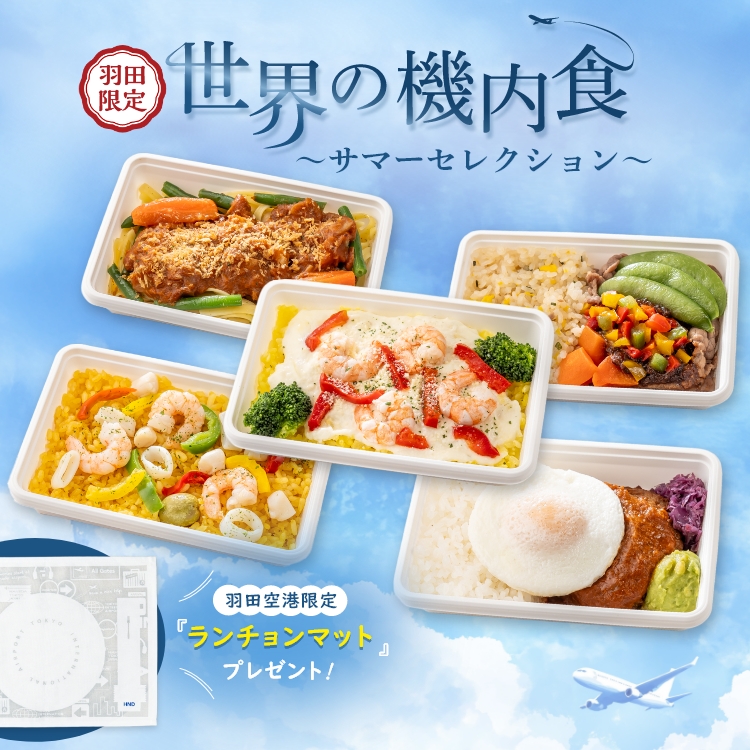 羽田
限定
世界の機内食
～サマーセレクション～
羽田空港限定
『ランチョンマット』
プレゼント!
HND